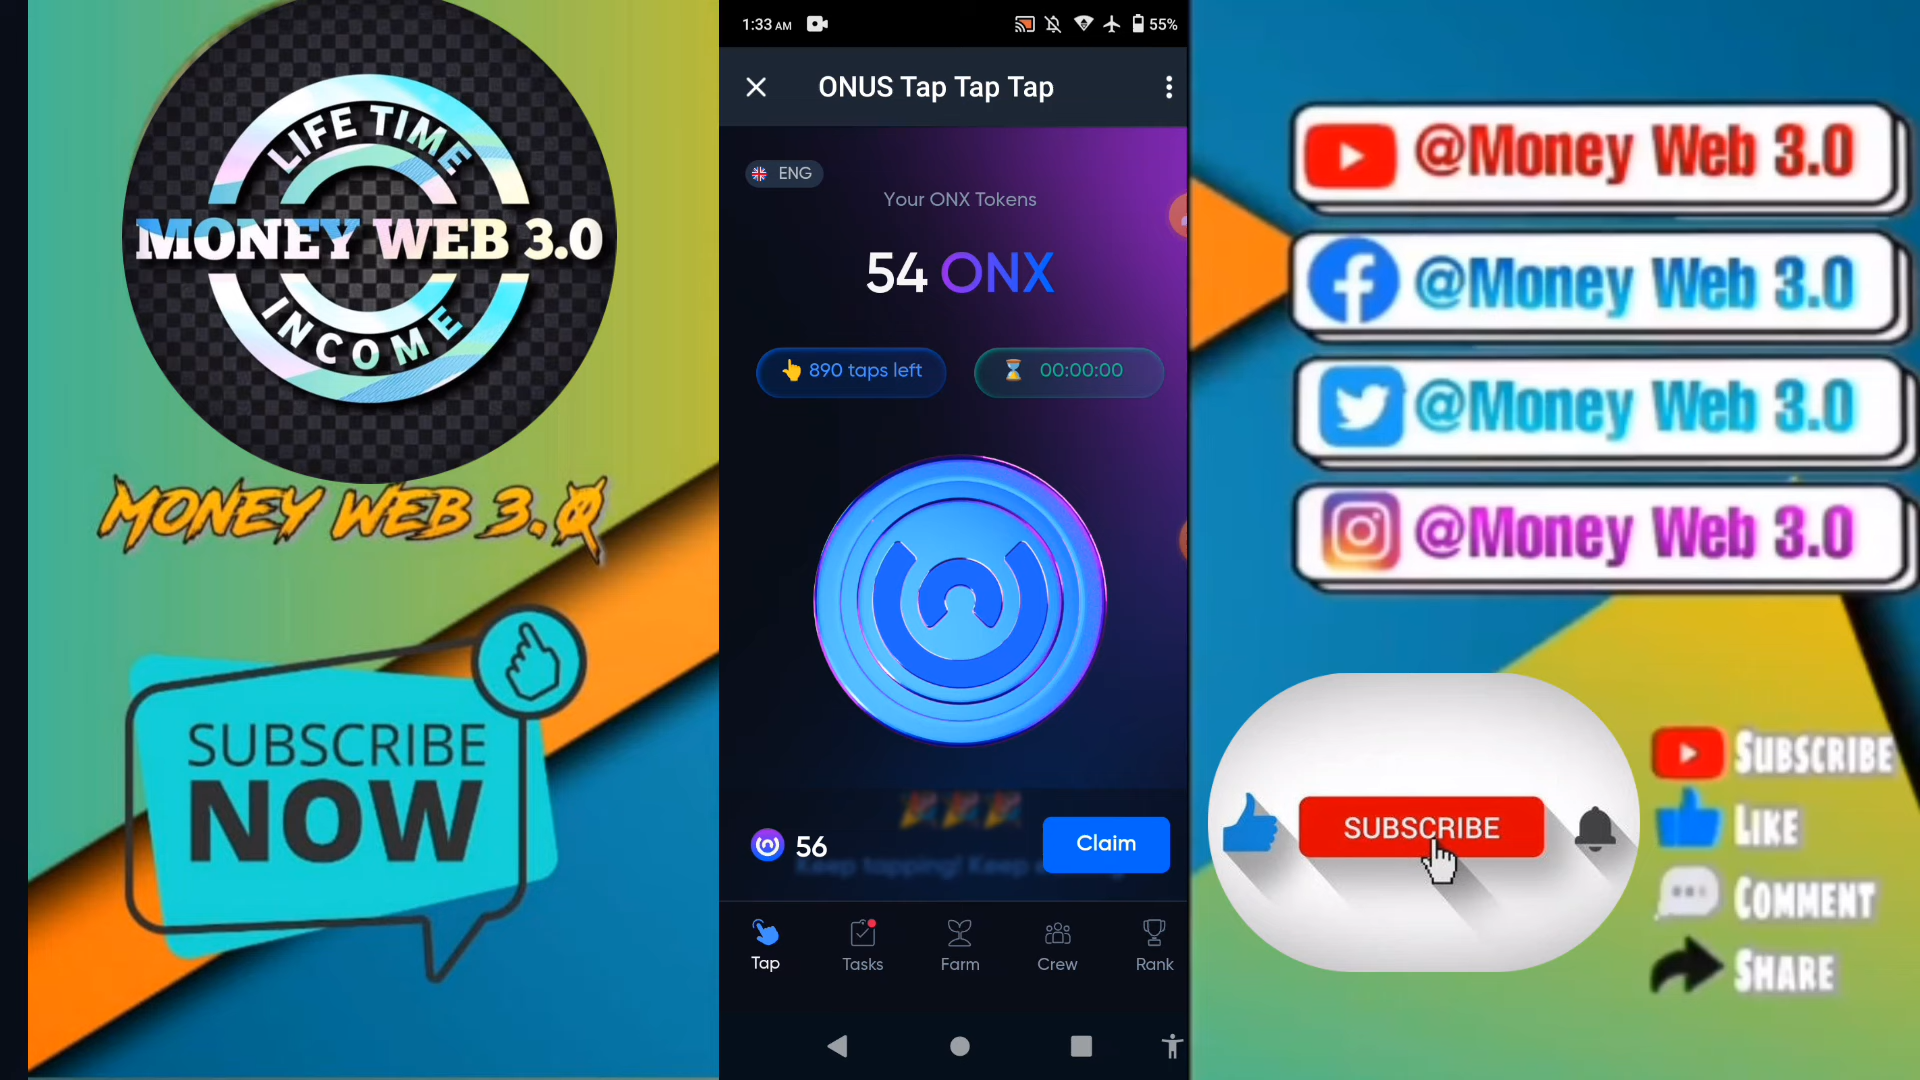 LIFE TIME
MONEY WEB 3.0
INCOME
MONEY WEB 3.0
SUBSCRIBE
NOW
1:33 AM
55%
ONUS Tap Tap Tap
ENG
Your ONX Tokens
54 ONX
890 taps left
00:00:00
56
Claim
Keep tapping! Keep
Tap
Tasks
Farm
Crew
Rank
@Money Web 3.0
@Money Web 3.0
@Money Web 3.0
@Money Web 3.0
SUBSCRIBE
SUBSCRIBE
LIKE
COMMENT
SHARE